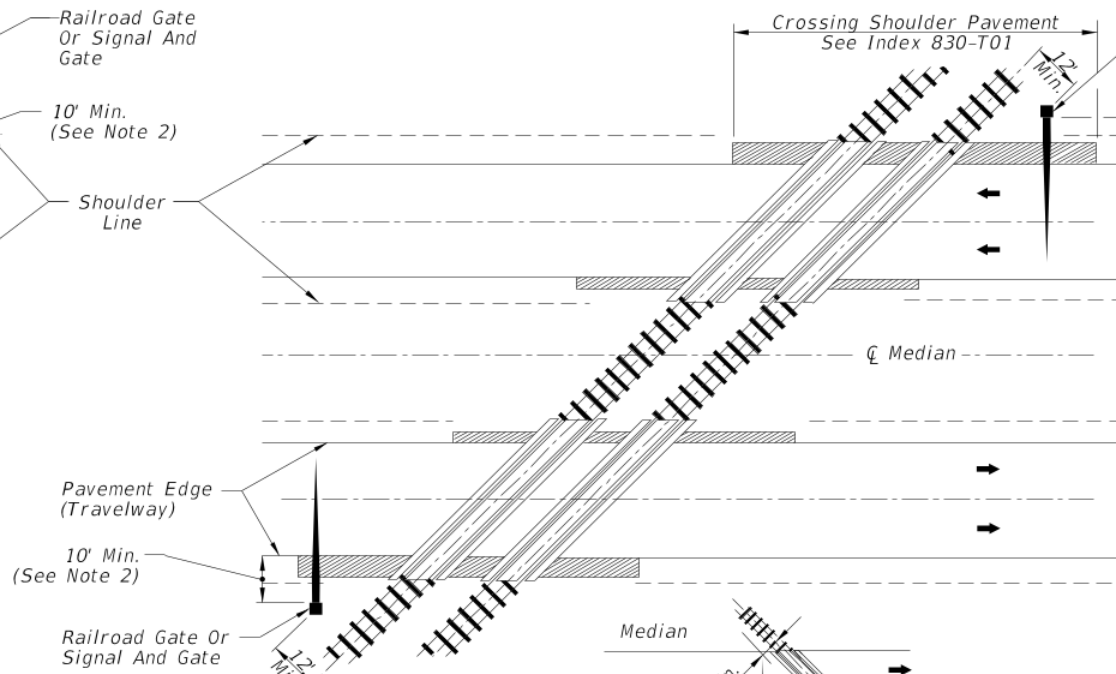 Railroad Gate
Or Signal And
Gate
10' Min.
(See Note 2)
Shoulder
Line
Crossing Shoulder Pavement
See Index 830-T01
12'
Min.
℄ Median
Pavement Edge
(Travelway)
10' Min.
(See Note 2)
Railroad Gate Or
Signal And Gate
12'
Median